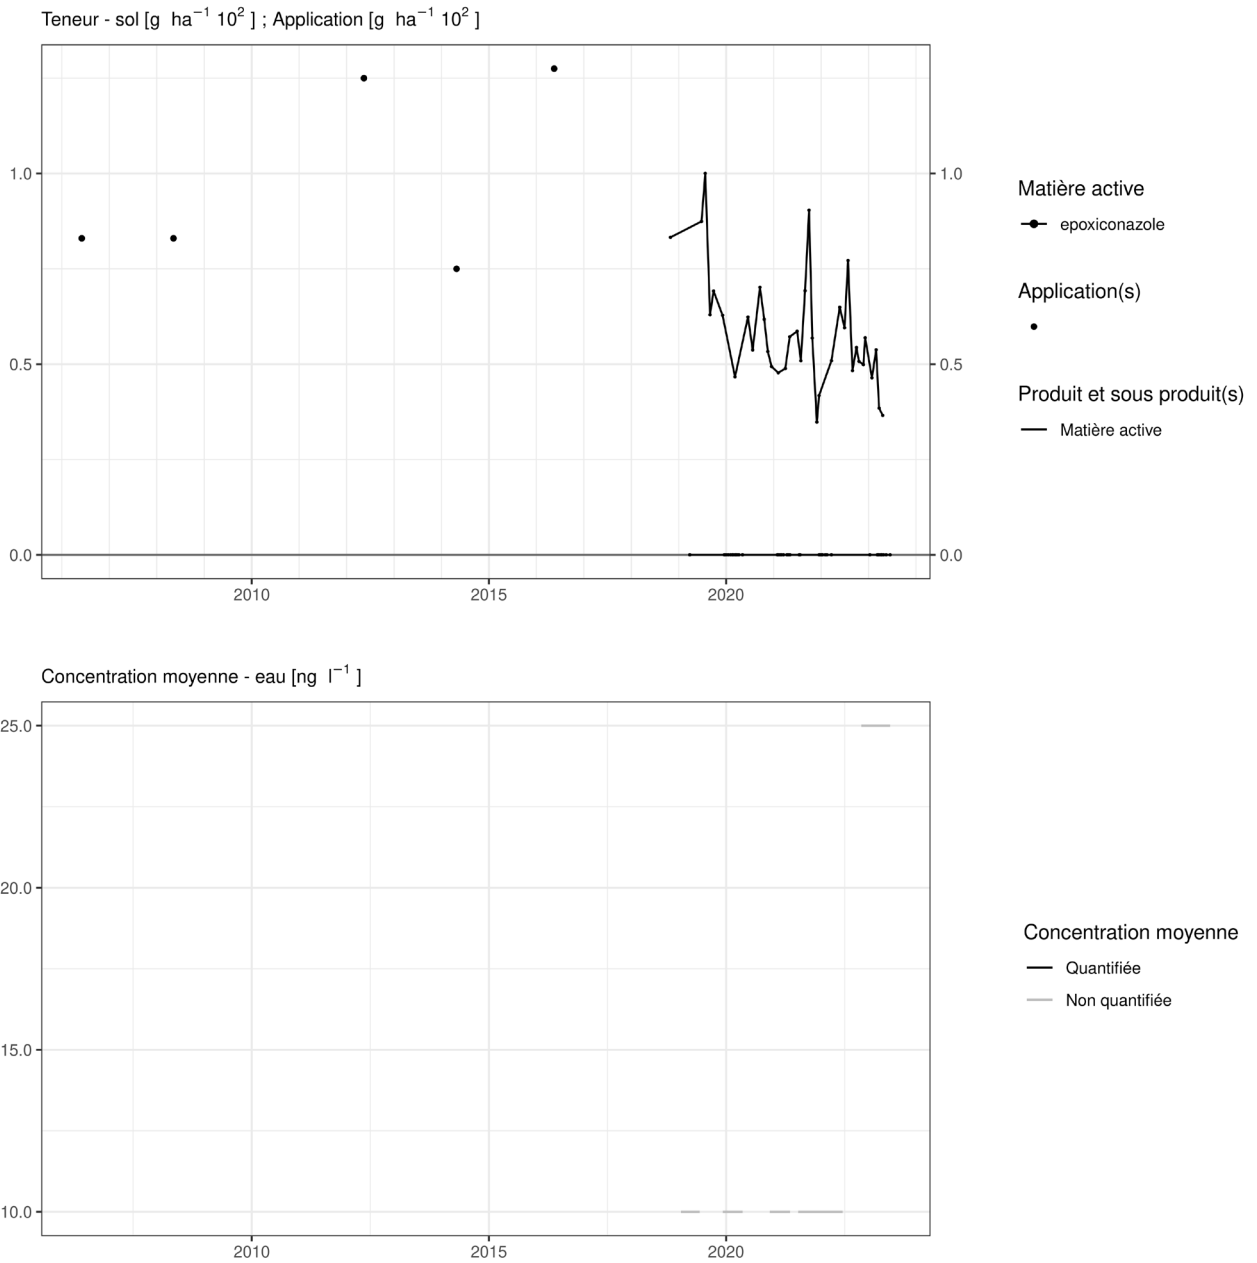 Teneur - sol [g ha⁻¹ 10² ] ; Application [g ha⁻¹ 10² ]
1.0
0.5
0.0
1.0
0.5
0.0
2010 2015 2020
Matière active
epoxiconazole
Application(s)
Produit et sous produit(s)
Matière active
Concentration moyenne - eau [ng l⁻¹ ]
25.0
20.0
15.0
10.0
2010 2015 2020
Concentration moyenne
Quantifiée
Non quantifiée